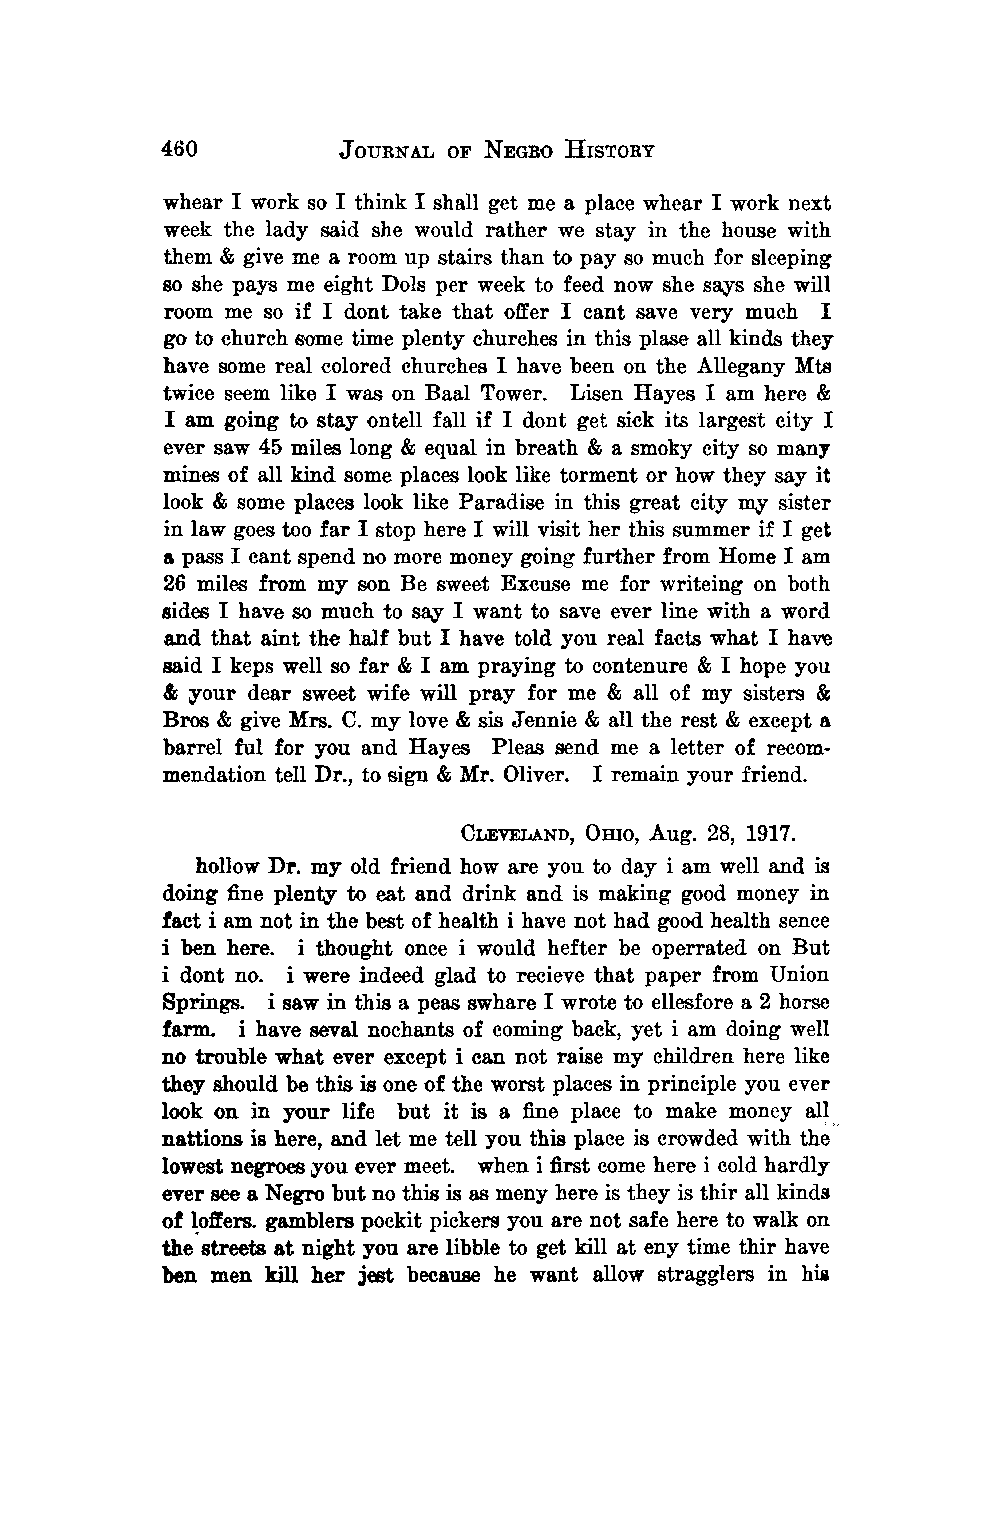 460 JOURNAL OF NEGRO HISTORY
whear I work so I think I shall get me a place whear I work next
week the lady said she would rather we stay in the house with
them & give me a room up stairs than to pay so much for sleeping
so she pays me eight Dols per week to feed now she says she will
room me so if I dont take that offer I cant save very much I
go to church some time plenty churches in this plase all kinds they
have some real colored churches I have been on the Allegany Mts
twice seem like I was on Baal Tower. Lisen Hayes I am here &
I am going to stay ontell fall if I dont get sick its largest city I
ever saw 45 miles long & equal in breath & a smoky city so many
mines of all kind some places look like torment or how they say it
look & some places look like Paradise in this great city my sister
in law goes too far I stop here I will visit her this summer if I get
a pass I cant spend no more money going further from Home I am
26 miles from my son Be sweet Excuse me for writeing on both
sides I have so much to say I want to save ever line with a word
and that aint the half but I have told you real facts what I have
said I keps well so far & I am praying to contenure & I hope you
& your dear sweet wife will pray for me & all of my sisters &
Bros & give Mrs. C. my love & sis Jennie & all the rest & except a
barrel ful for you and Hayes Pleas send me a letter of recom-
mendation tell Dr., to sign & Mr. Oliver. I remain your friend.
CLEVELAND, OHIO, Aug. 28, 1917.
hollow Dr. my old friend how are you to day i am well and is
doing fine plenty to eat and drink and is making good money in
fact i am not in the best of health i have not had good health sence
i ben here. i thought once i would hefter be operrated on But
i dont no. i were indeed glad to recieve that paper from Union
Springs. i saw in this a peas swhare I wrote to ellesfore a 2 horse
farm. i have seval nochants of coming back, yet i am doing well
no trouble what ever except i can not raise my children here like
they should be this is one of the worst places in principle you ever
look on in your life but it is a fine place to make money all
nattions is here, and let me tell you this place is crowded with the
lowest negroes you ever meet. when i first come here i cold hardly
ever see a Negro but no this is as meny here is they is thir all kinds
of loffers. gamblers pockit pickers you are not safe here to walk on
the streets at night you are libble to get kill at eny time thir have
ben men kill her jest because he want allow stragglers in his